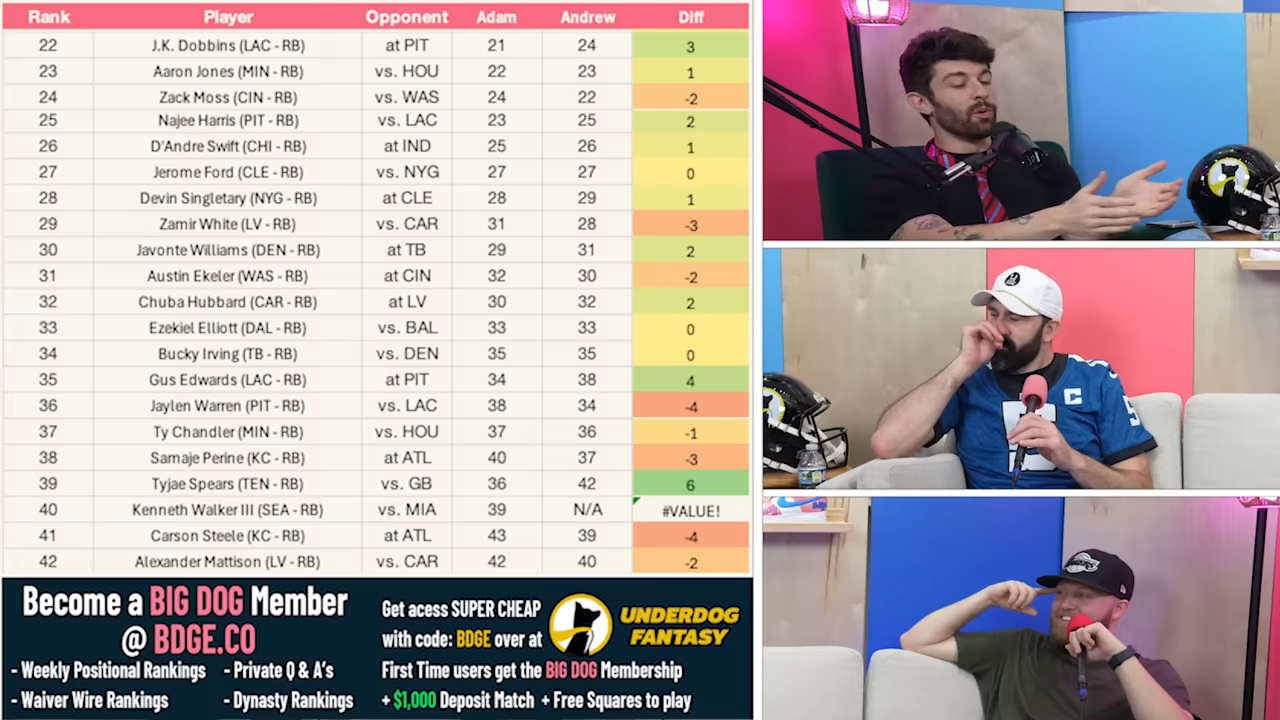 Rank Player Opponent Adam Andrew Diff
22 J.K. Dobbins (LAC - RB) at PIT 21 24 3
23 Aaron Jones (MIN - RB) vs. HOU 22 23 1
24 Zack Moss (CIN - RB) vs. WAS 24 22 -2
25 Najee Harris (PIT - RB) vs. LAC 23 25 2
26 D'Andre Swift (CHI - RB) at IND 25 26 1
27 Jerome Ford (CLE - RB) vs. NYG 27 27 0
28 Devin Singletary (NYG - RB) at CLE 28 29 1
29 Zamir White (LV - RB) vs. CAR 31 28 -3
30 Javonte Williams (DEN - RB) at TB 29 31 2
31 Austin Ekeler (WAS - RB) at CIN 32 30 -2
32 Chuba Hubbard (CAR - RB) at LV 30 32 2
33 Ezekiel Elliott (DAL - RB) vs. BAL 33 33 0
34 Bucky Irving (TB - RB) vs. DEN 35 35 0
35 Gus Edwards (LAC - RB) at PIT 34 38 4
36 Jaylen Warren (PIT - RB) vs. LAC 38 34 -4
37 Ty Chandler (MIN - RB) vs. HOU 37 36 -1
38 Samaje Perine (KC - RB) at ATL 40 37 -3
39 Tyjae Spears (TEN - RB) vs. GB 36 42 6
40 Kenneth Walker III (SEA - RB) vs. MIA 39 N/A #VALUE!
41 Carson Steele (KC - RB) at ATL 43 39 -4
42 Alexander Mattison (LV - RB) vs. CAR 42 40 -2
Become a BIG DOG Member
@ BDGE.CO
- Weekly Positional Rankings - Private Q & A's
- Waiver Wire Rankings - Dynasty Rankings
Get acess SUPER CHEAP
with code: BDGE over at
UNDERDOG
FANTASY
First Time users get the BIG DOG Membership
+ $1,000 Deposit Match + Free Squares to play
C